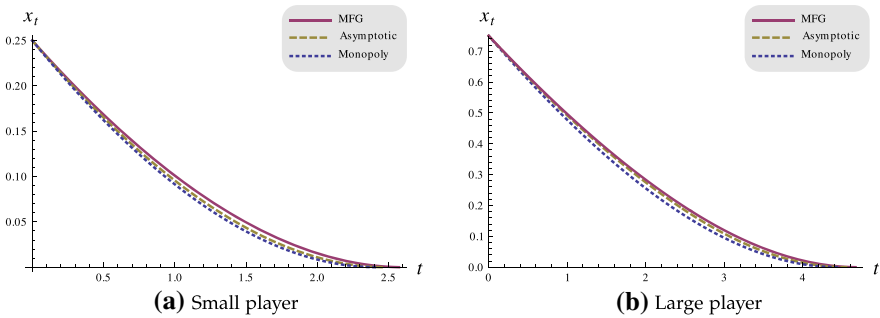 x_t
MFG
Asymptotic
Monopoly
0.25
0.20
0.15
0.10
0.05
0.5 1.0 1.5 2.0 2.5 t
(a) Small player
x_t
MFG
Asymptotic
Monopoly
0.7
0.6
0.5
0.4
0.3
0.2
0.1
0.0
0 1 2 3 4 t
(b) Large player